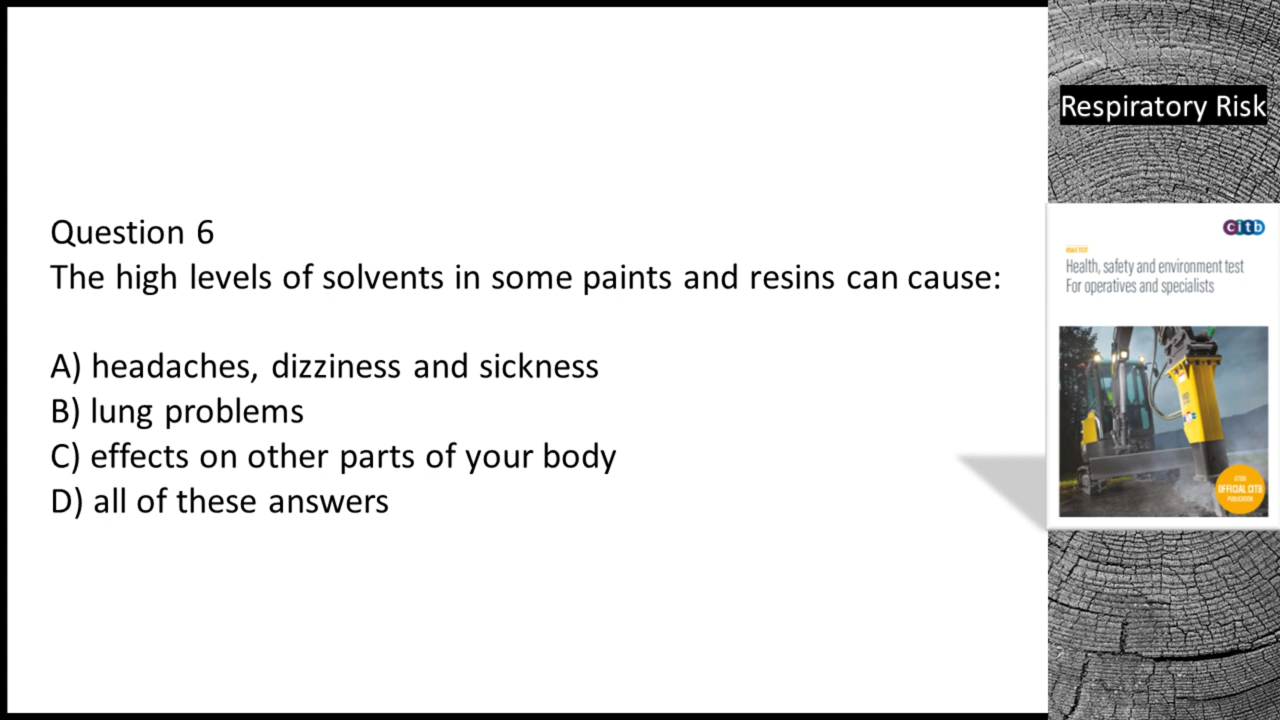 Question 6
The high levels of solvents in some paints and resins can cause:
A) headaches, dizziness and sickness
B) lung problems
C) effects on other parts of your body
D) all of these answers
Respiratory Risk
citb
Health, safety and environment test
For operatives and specialists
OFFICIAL CITB
PUBLICATION